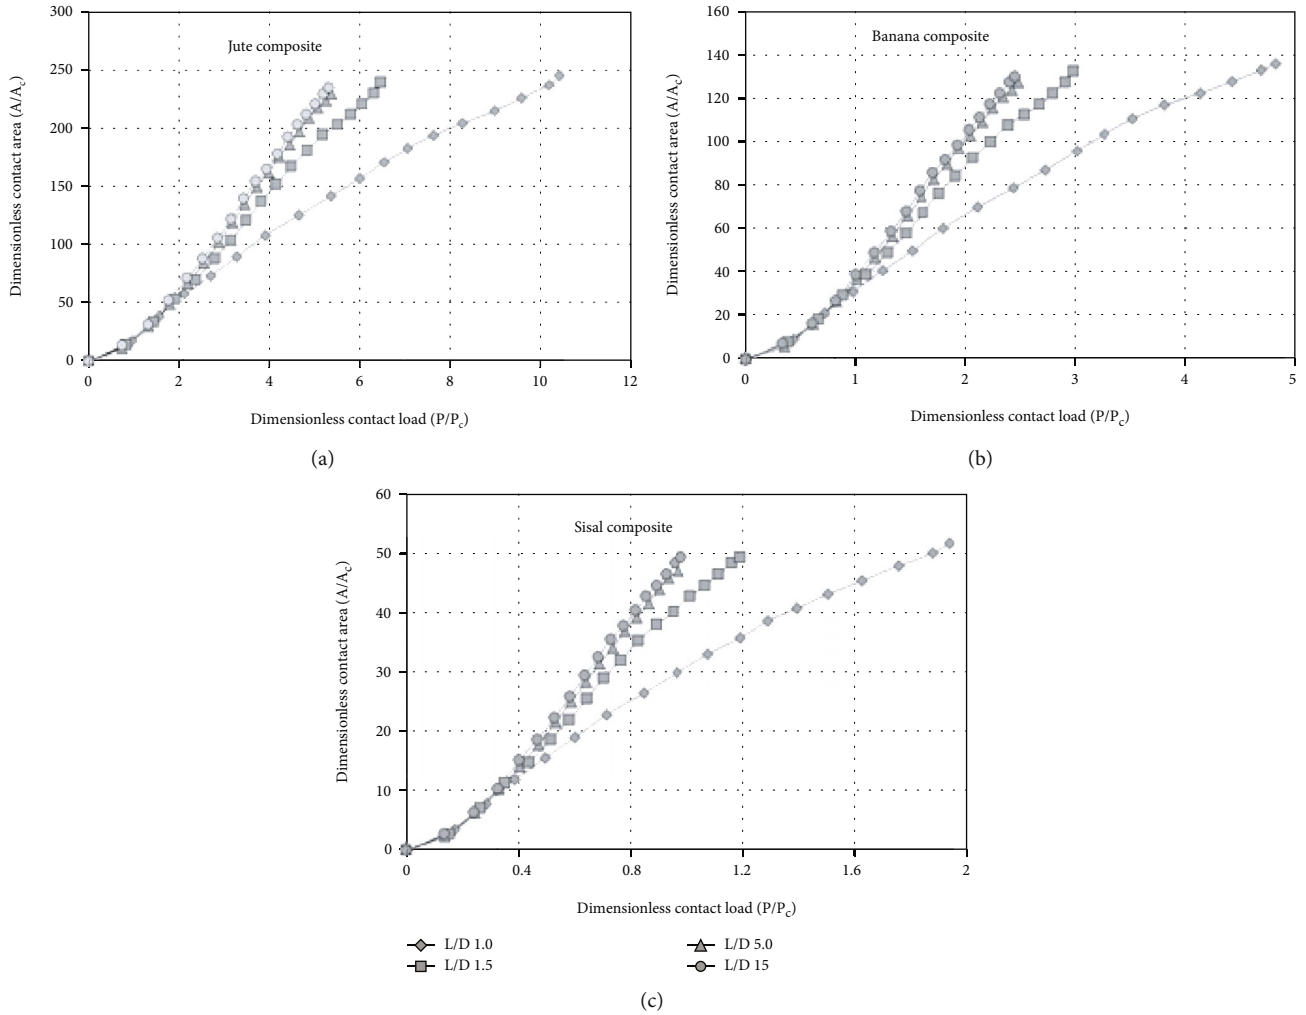 300
250
200
150
100
50
0
Dimensionless contact area (A/Ac)
Jute composite
0 2 4 6 8 10 12
Dimensionless contact load (P/Pc)
(a)
160
140
120
100
80
60
40
20
0
Dimensionless contact area (A/Ac)
Banana composite
0 1 2 3 4 5
Dimensionless contact load (P/Pc)
(b)
60
50
40
30
20
10
0
Dimensionless contact area (A/Ac)
Sisal composite
0 0.4 0.8 1.2 1.6 2
Dimensionless contact load (P/Pc)
L/D 1.0
L/D 1.5
L/D 5.0
L/D 15
(c)